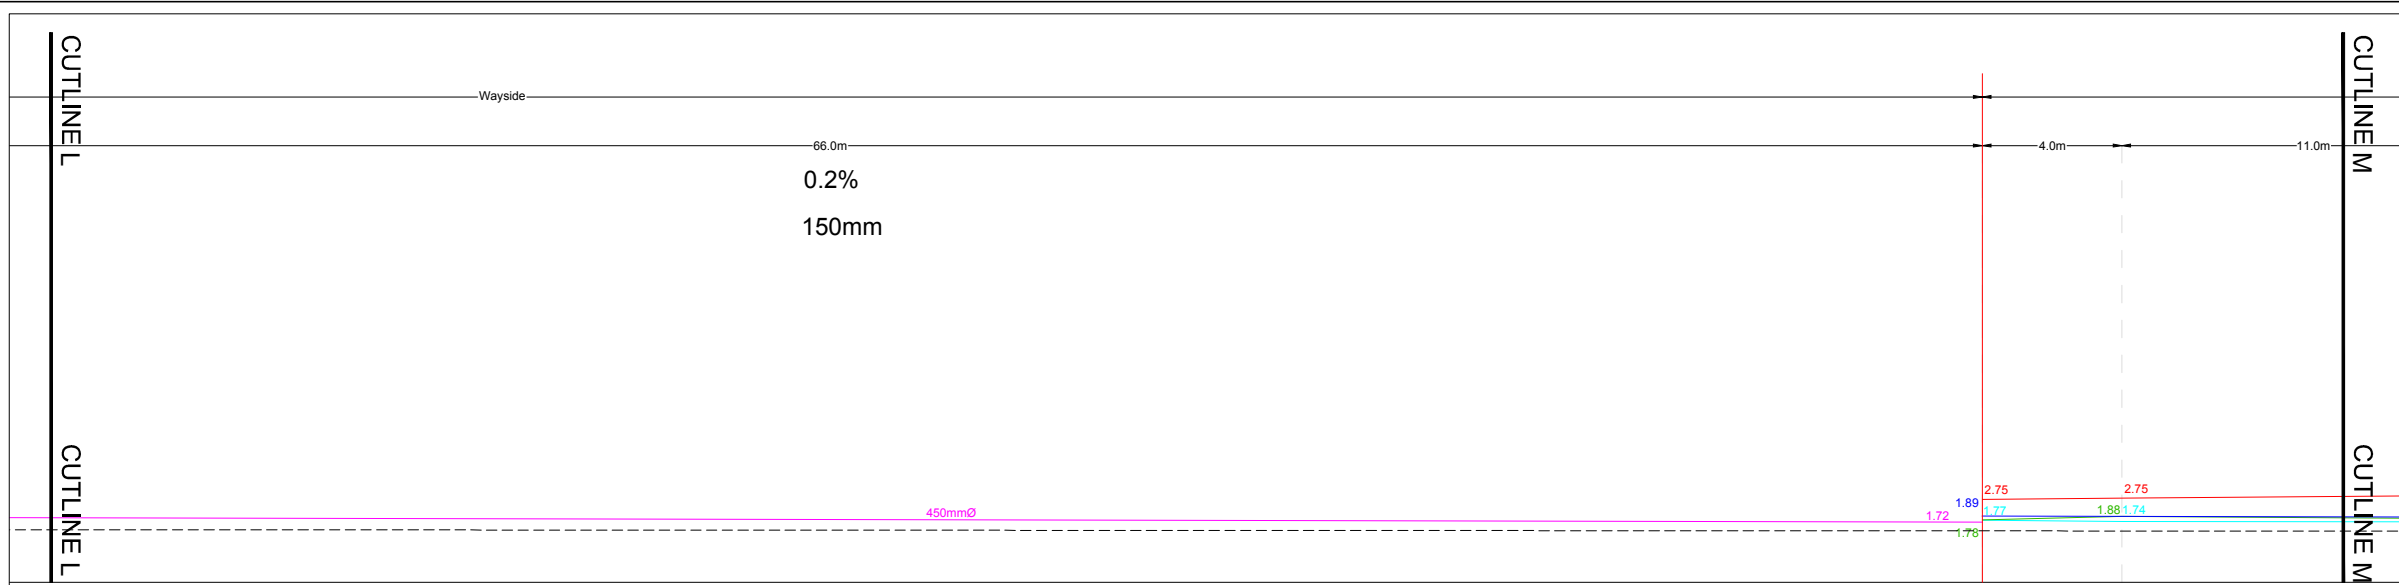 CUTLINE L
CUTLINE M
Wayside
66.0m
4.0m
11.0m
0.2%
150mm
CUTLINE L
CUTLINE M
2.75
2.75
1.89
1.77
1.88
1.74
450mmØ
1.72
1.78